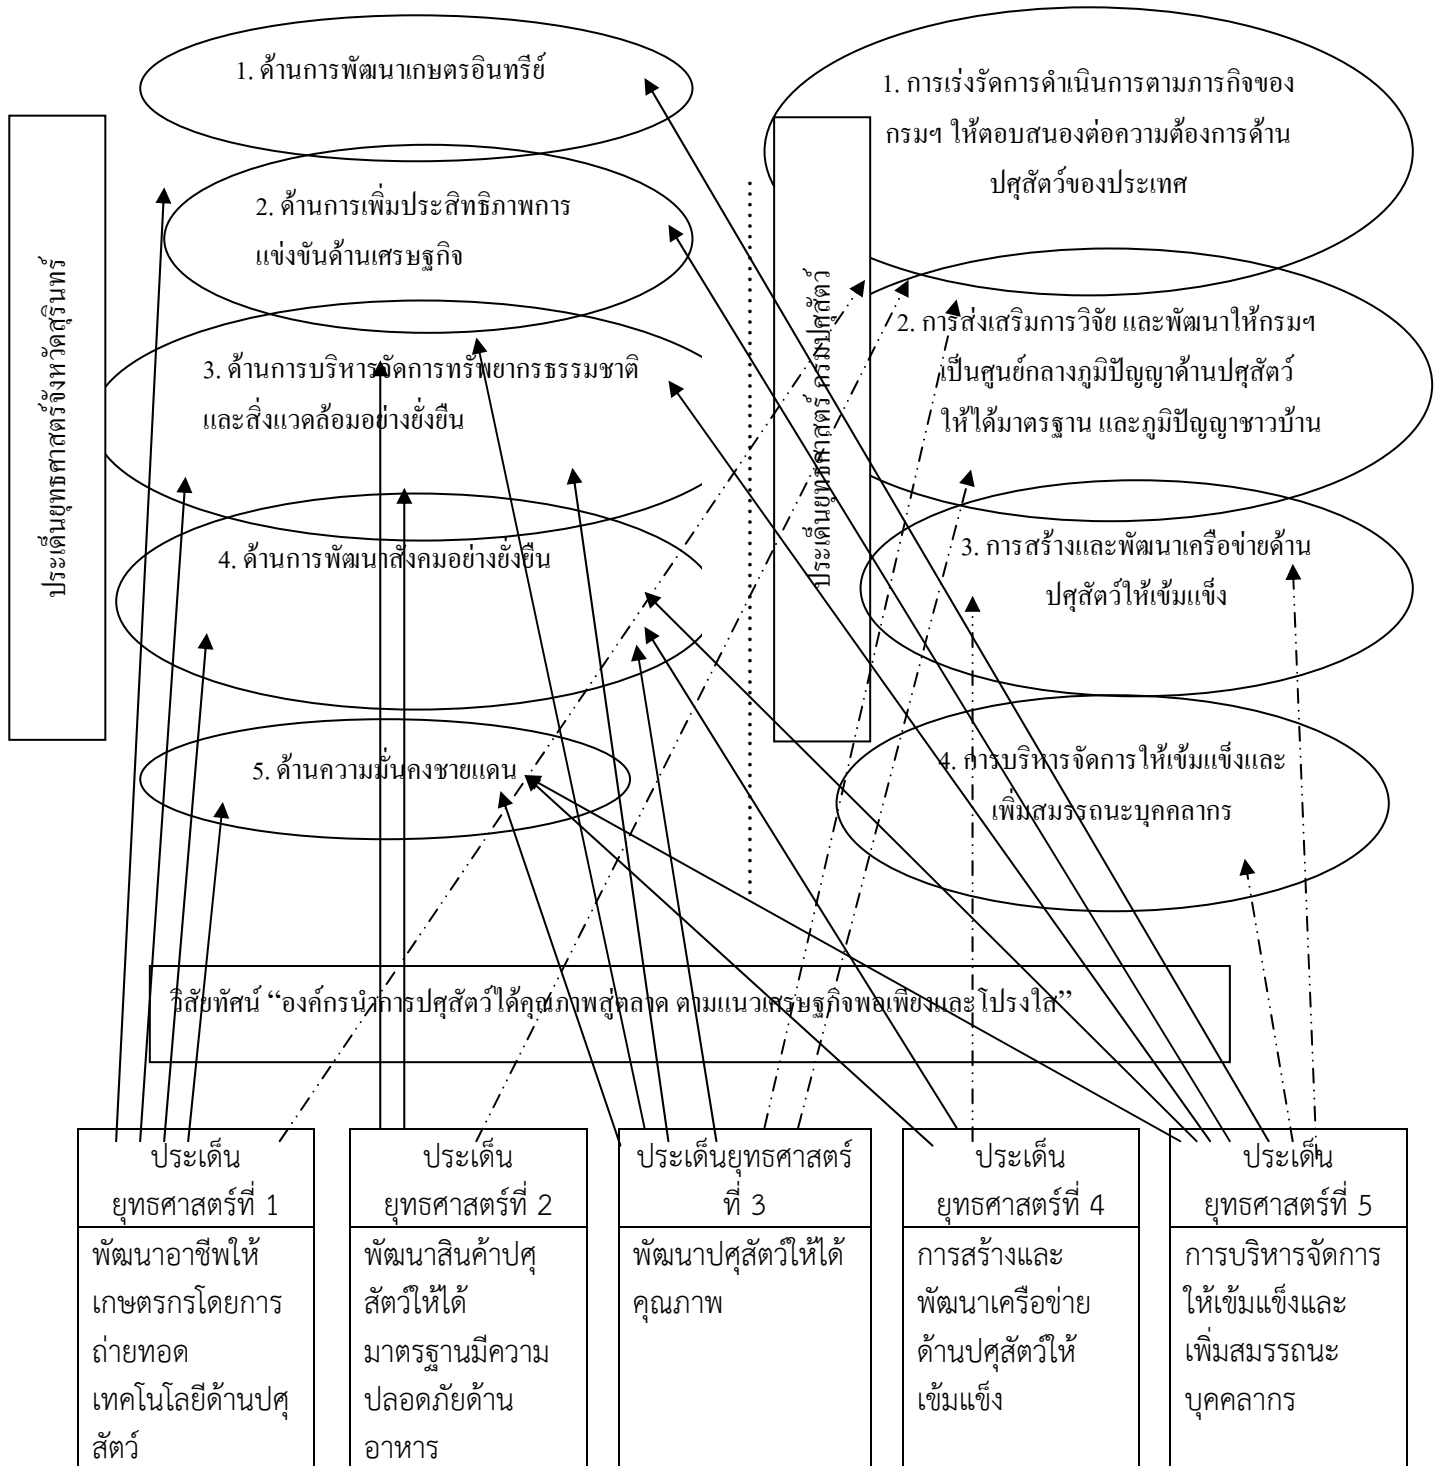 ประเด็นยุทธศาสตร์จังหวัดสุรินทร์
1. ด้านการพัฒนาเกษตรอินทรีย์
2. ด้านการเพิ่มประสิทธิภาพการ
แข่งขันด้านเศรษฐกิจ
3. ด้านการบริหารจัดการทรัพยากรธรรมชาติ
และสิ่งแวดล้อมอย่างยั่งยืน
4. ด้านการพัฒนาสังคมอย่างยั่งยืน
5. ด้านความมั่นคงชายแดน
ประเด็นยุทธศาสตร์ กรมปศุสัตว์
1. การเร่งรัดการดำเนินการตามภารกิจของ
กรมฯ ให้ตอบสนองต่อความต้องการด้าน
ปศุสัตว์ของประเทศ
2. การส่งเสริมการวิจัย และพัฒนาให้กรมฯ
เป็นศูนย์กลางภูมิปัญญาด้านปศุสัตว์
ให้ได้มาตรฐาน และภูมิปัญญาชาวบ้าน
3. การสร้างและพัฒนาเครือข่ายด้าน
ปศุสัตว์ให้เข้มแข็ง
4. การบริหารจัดการให้เข้มแข็งและ
เพิ่มสมรรถนะบุคคลากร
วิสัยทัศน์ “องค์กรนำการปศุสัตว์ได้คุณภาพสู่ตลาด ตามแนวเศรษฐกิจพอเพียงและโปรงใส”
ประเด็น
ยุทธศาสตร์ที่ 1
พัฒนาอาชีพให้
เกษตรกรโดยการ
ถ่ายทอด
เทคโนโลยีด้านปศุ
สัตว์
ประเด็น
ยุทธศาสตร์ที่ 2
พัฒนาสินค้าปศุ
สัตว์ให้ได้
มาตรฐานมีความ
ปลอดภัยด้าน
อาหาร
ประเด็นยุทธศาสตร์
ที่ 3
พัฒนาปศุสัตว์ให้ได้
คุณภาพ
ประเด็น
ยุทธศาสตร์ที่ 4
การสร้างและ
พัฒนาเครือข่าย
ด้านปศุสัตว์ให้
เข้มแข็ง
ประเด็น
ยุทธศาสตร์ที่ 5
การบริหารจัดการ
ให้เข้มแข็งและ
เพิ่มสมรรถนะ
บุคคลากร